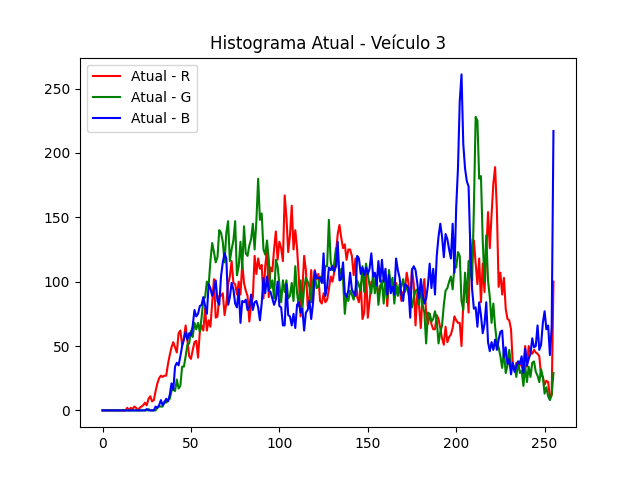 Histograma Atual - Veículo 3
Atual - R
Atual - G
Atual - B
250
200
150
100
50
0
0 50 100 150 200 250